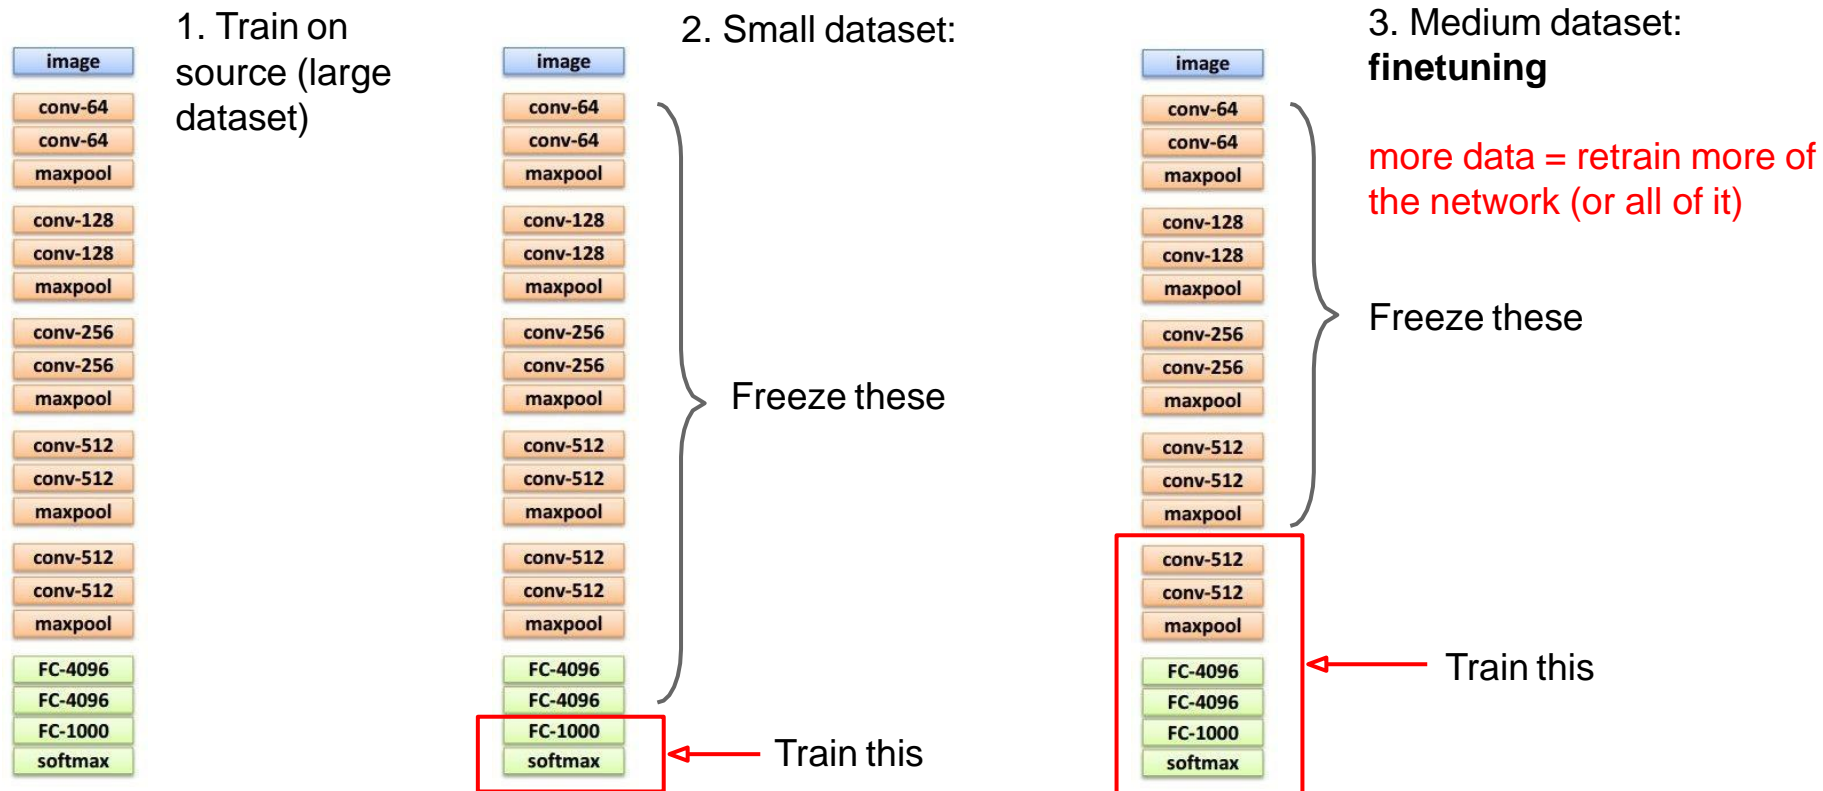 1. Train on
source (large
dataset)
image
conv-64
conv-64
maxpool
conv-128
conv-128
maxpool
conv-256
conv-256
maxpool
conv-512
conv-512
maxpool
conv-512
conv-512
maxpool
FC-4096
FC-4096
FC-1000
softmax
2. Small dataset:
image
conv-64
conv-64
maxpool
conv-128
conv-128
maxpool
conv-256
conv-256
maxpool
conv-512
conv-512
maxpool
conv-512
conv-512
maxpool
FC-4096
FC-4096
FC-1000
softmax
Freeze these
Train this
3. Medium dataset:
finetuning
more data = retrain more of
the network (or all of it)
image
conv-64
conv-64
maxpool
conv-128
conv-128
maxpool
conv-256
conv-256
maxpool
conv-512
conv-512
maxpool
conv-512
conv-512
maxpool
FC-4096
FC-4096
FC-1000
softmax
Freeze these
Train this